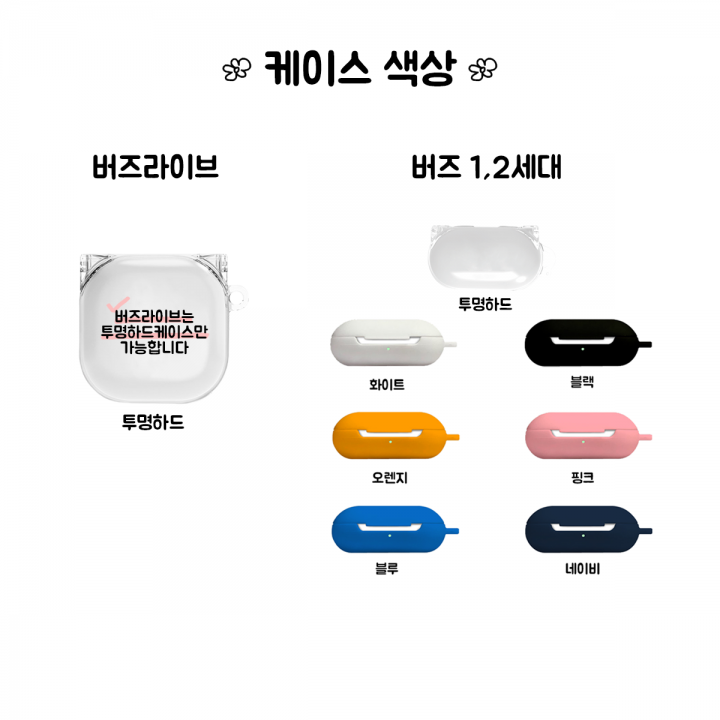 케이스 색상
버즈라이브
버즈 1,2세대
버즈라이브는
투명하드케이스만
가능합니다
투명하드
투명하드
화이트
블랙
오렌지
핑크
블루
네이비